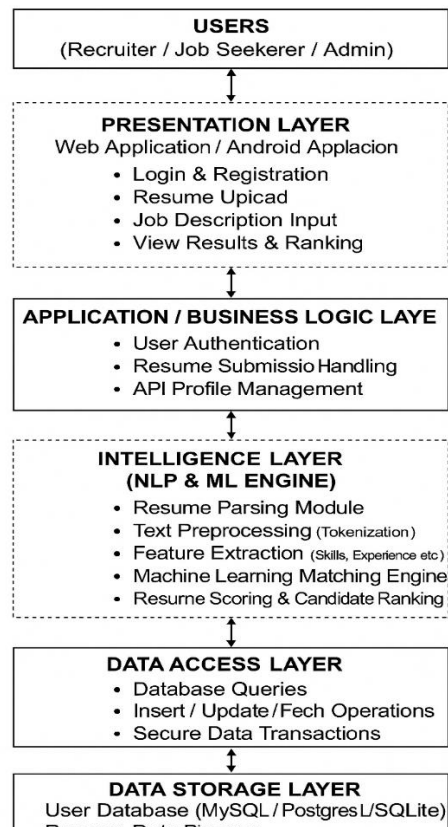 USERS
(Recruiter / Job Seekerer / Admin)
PRESENTATION LAYER
Web Application / Android Applacion
• Login & Registration
• Resume Upicad
• Job Description Input
• View Results & Ranking
APPLICATION / BUSINESS LOGIC LAYE
• User Authentication
• Resume Submissio Handling
• API Profile Management
INTELLIGENCE LAYER
(NLP & ML ENGINE)
• Resume Parsing Module
• Text Preprocessing (Tokenization)
• Feature Extraction (Skills, Experience etc)
• Machine Learning Matching Engine
• Resume Scoring & Candidate Ranking
DATA ACCESS LAYER
• Database Queries
• Insert / Update / Fech Operations
• Secure Data Transactions
DATA STORAGE LAYER
User Database (MySQL / PostgresL/SQLite)